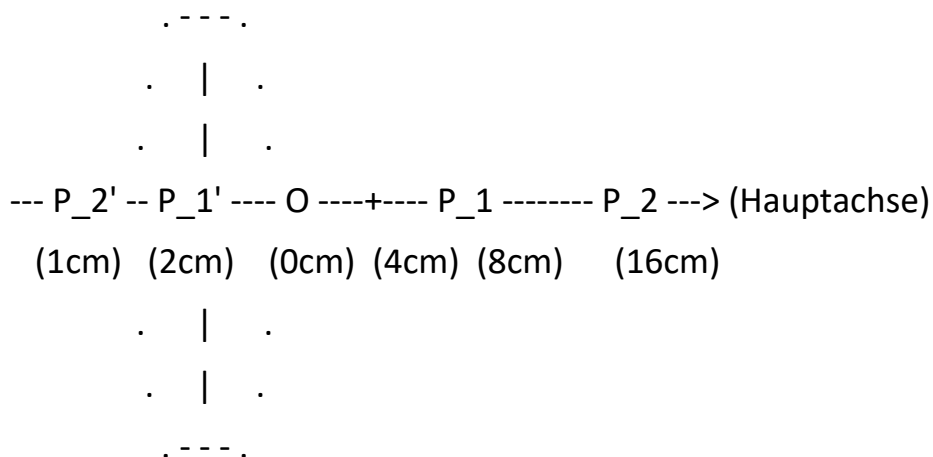 . - - - .
. | .
. | .
--- P_2' -- P_1' ---- O ----+---- P_1 -------- P_2 ---> (Hauptachse)
(1cm) (2cm) (0cm) (4cm) (8cm) (16cm)
. | .
. | .
. - - - .